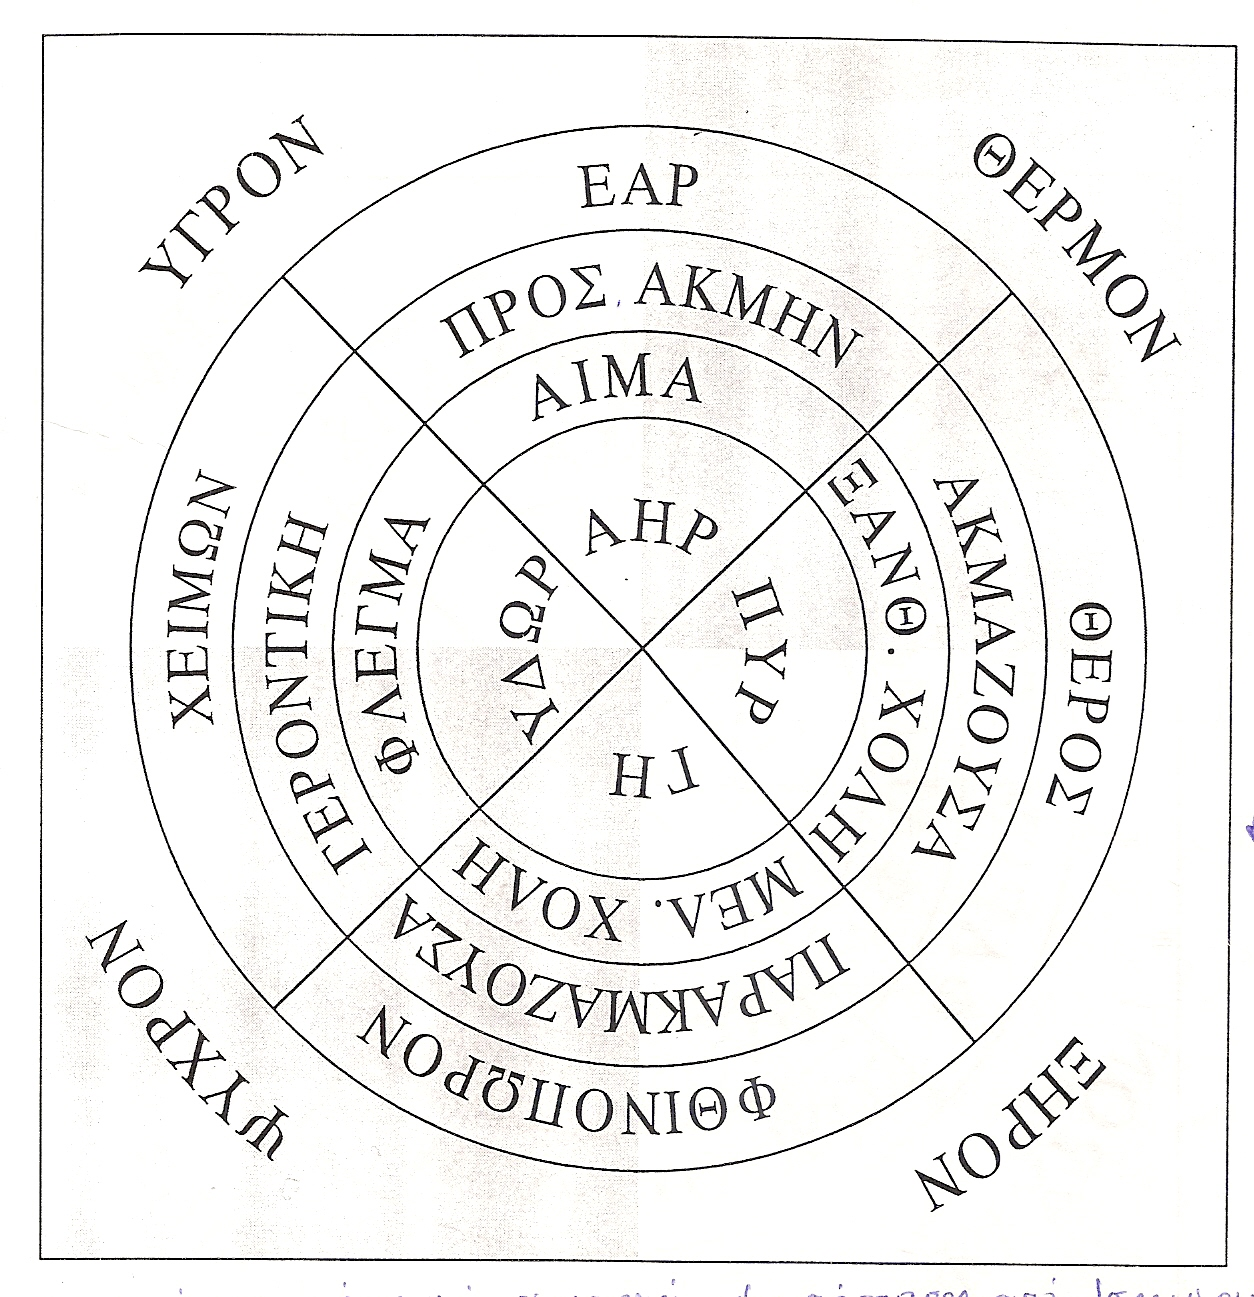 ΥΓΡΟΝ
ΘΕΡΜΟΝ
ΞΗΡΟΝ
ΨΥΧΡΟΝ
ΕΑΡ
ΠΡΟΣ ΑΚΜΗΝ
ΑΙΜΑ
ΑΗΡ
ΘΕΡΟΣ
ΑΚΜΑΖΟΥΣΑ
ΞΑΝΘ. ΧΟΛΗ
ΠΥΡ
ΦΘΙΝΟΠΩΡΟΝ
ΠΑΡΑΚΜΑΖΟΥΣΑ
ΜΕΛ. ΧΟΛΗ
ΓΗ
ΧΕΙΜΩΝ
ΓΕΡΟΝΤΙΚΗ
ΦΛΕΓΜΑ
ΥΔΩΡ